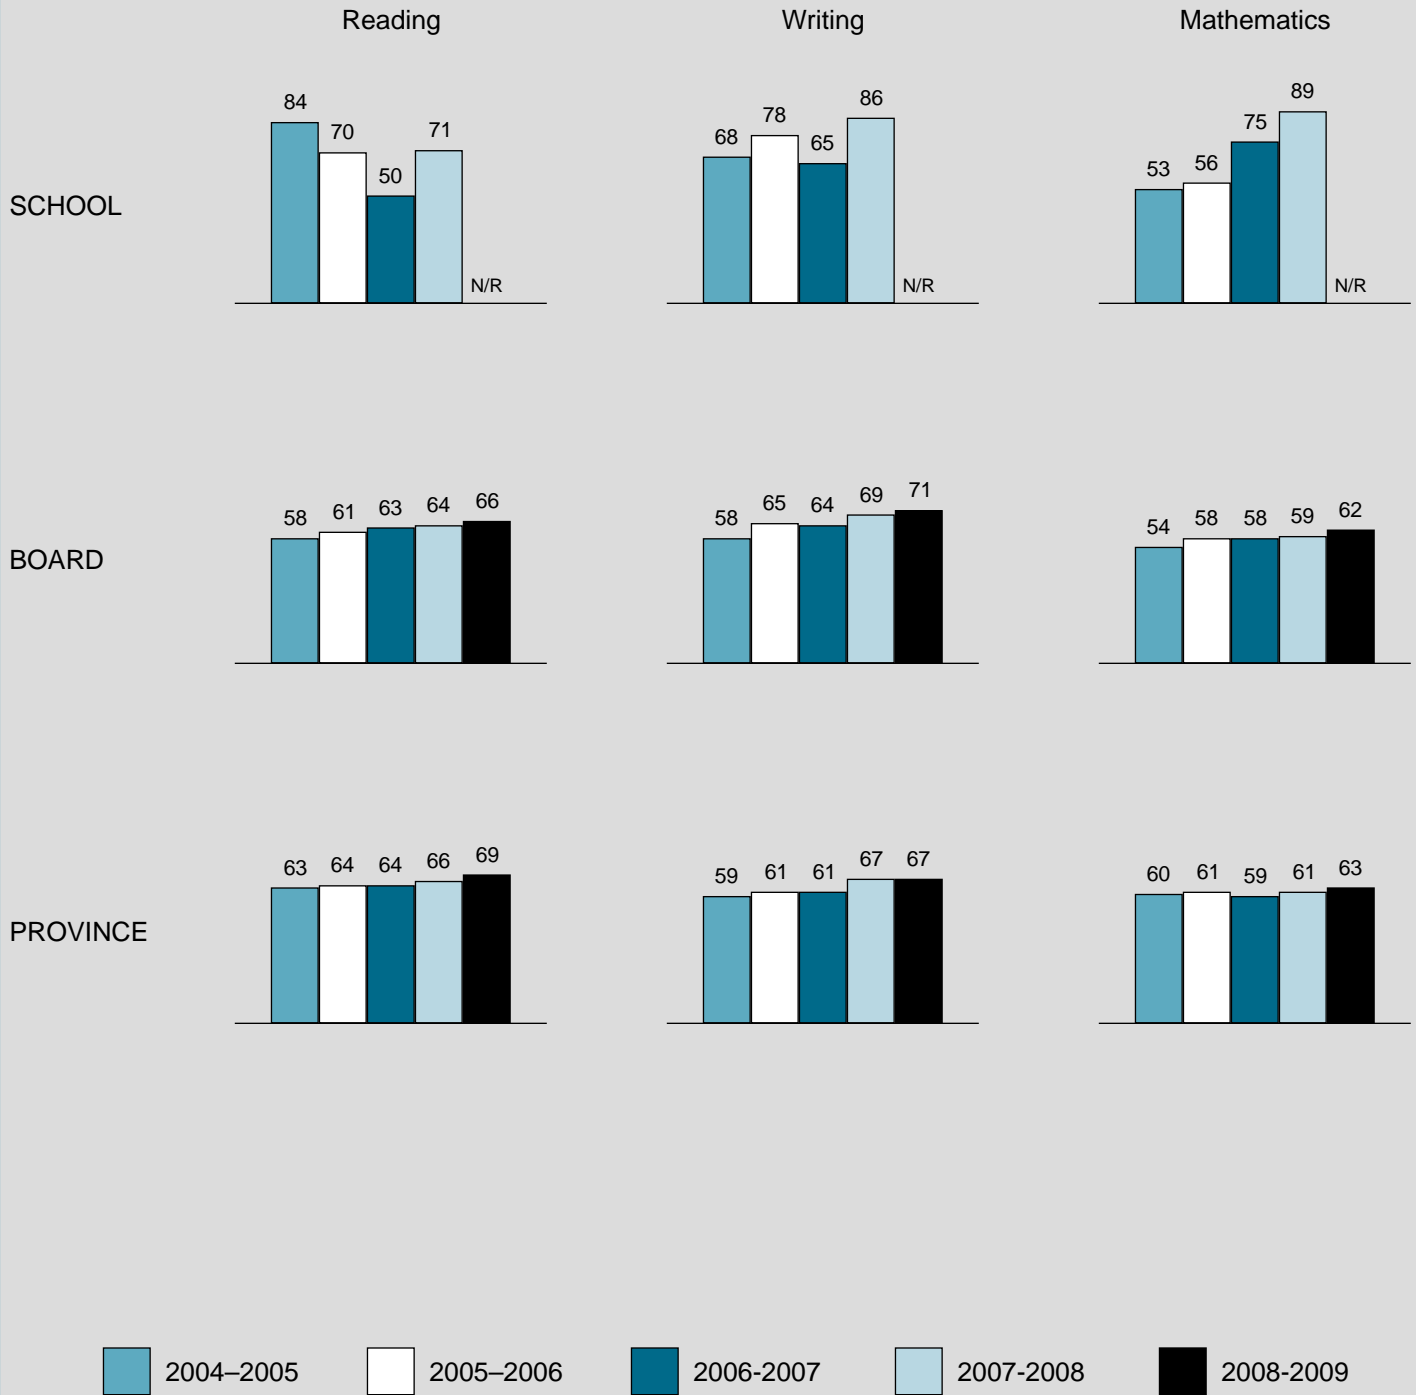 Reading Writing Mathematics
SCHOOL
84 70 50 71 N/R
68 78 65 86 N/R
53 56 75 89 N/R
BOARD
58 61 63 64 66
58 65 64 69 71
54 58 58 59 62
PROVINCE
63 64 64 66 69
59 61 61 67 67
60 61 59 61 63
2004–2005 2005–2006 2006-2007 2007-2008 2008-2009